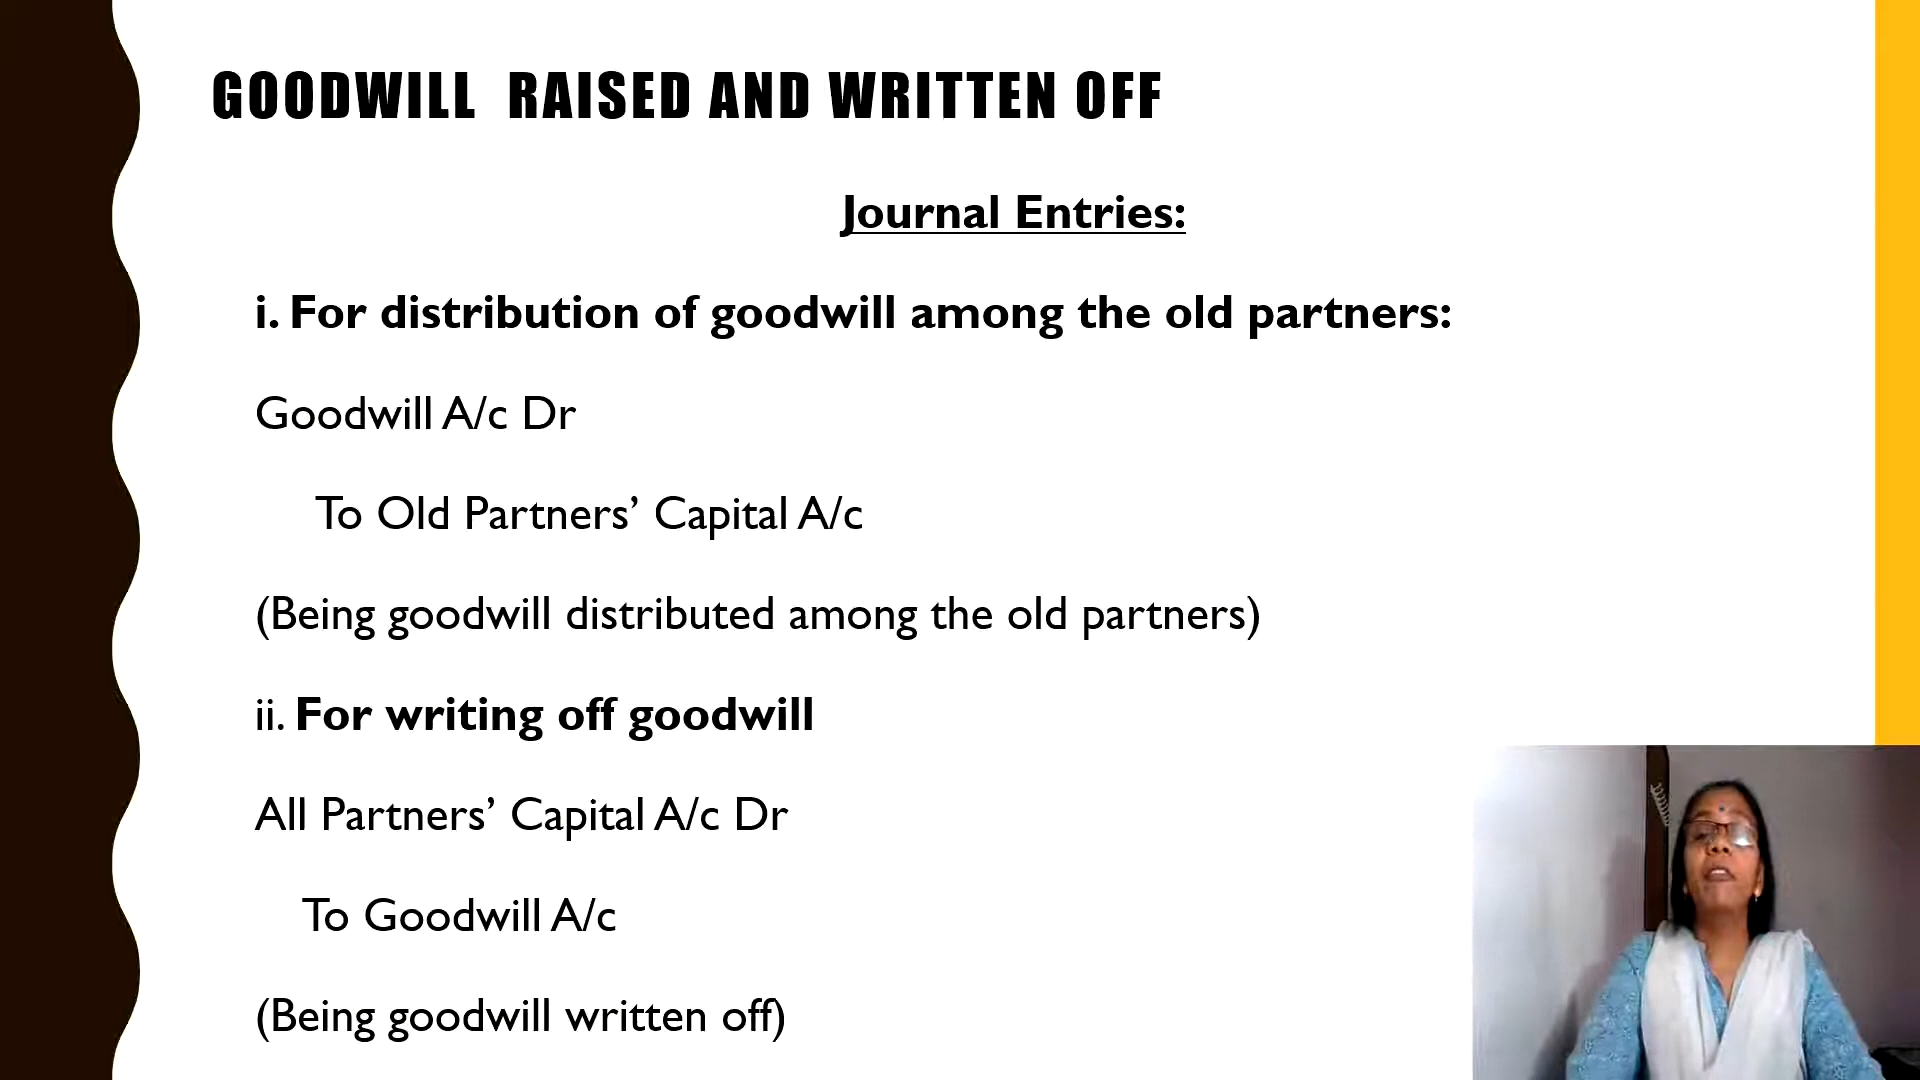 GOODWILL RAISED AND WRITTEN OFF
Journal Entries:
i. For distribution of goodwill among the old partners:
Goodwill A/c Dr
To Old Partners’ Capital A/c
(Being goodwill distributed among the old partners)
ii. For writing off goodwill
All Partners’ Capital A/c Dr
To Goodwill A/c
(Being goodwill written off)